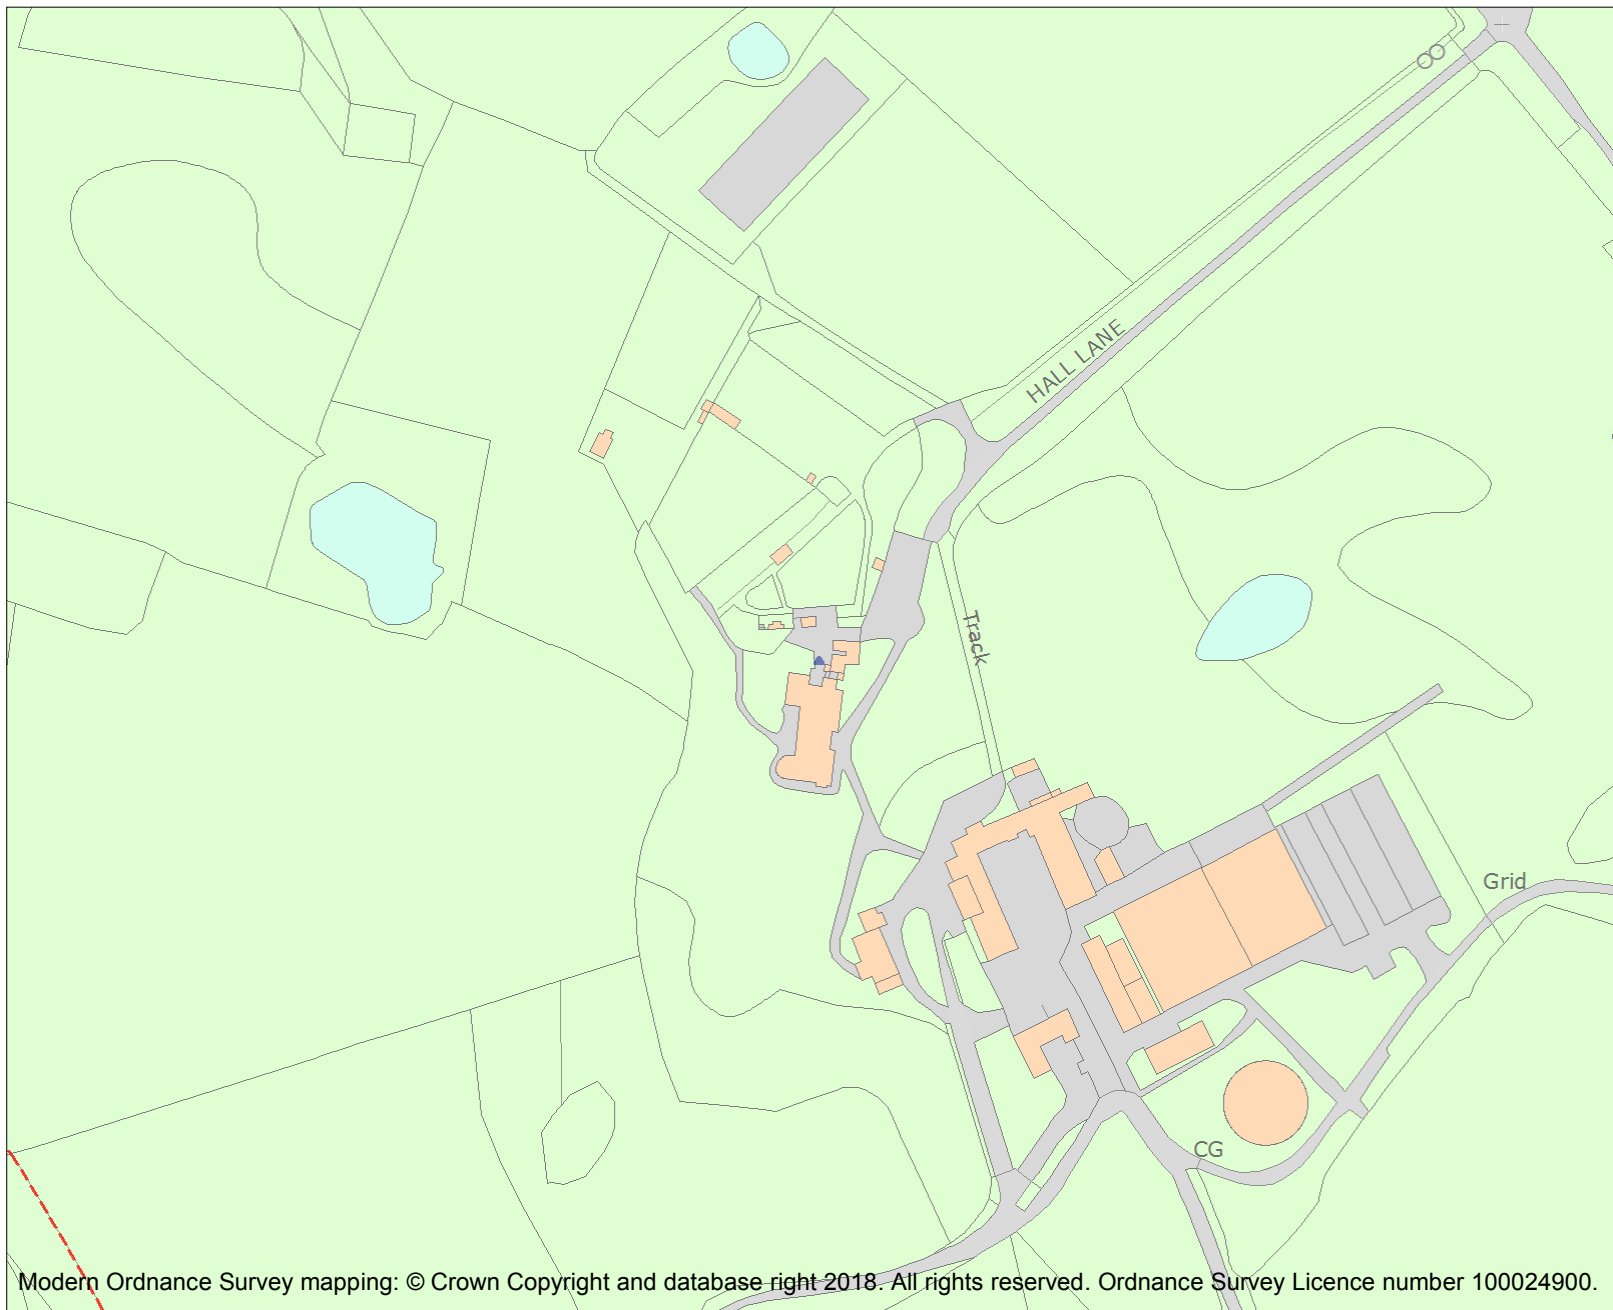 HALL LANE
Track
Grid
CG
Modern Ordnance Survey mapping: © Crown Copyright and database right 2018. All rights reserved. Ordnance Survey Licence number 100024900.